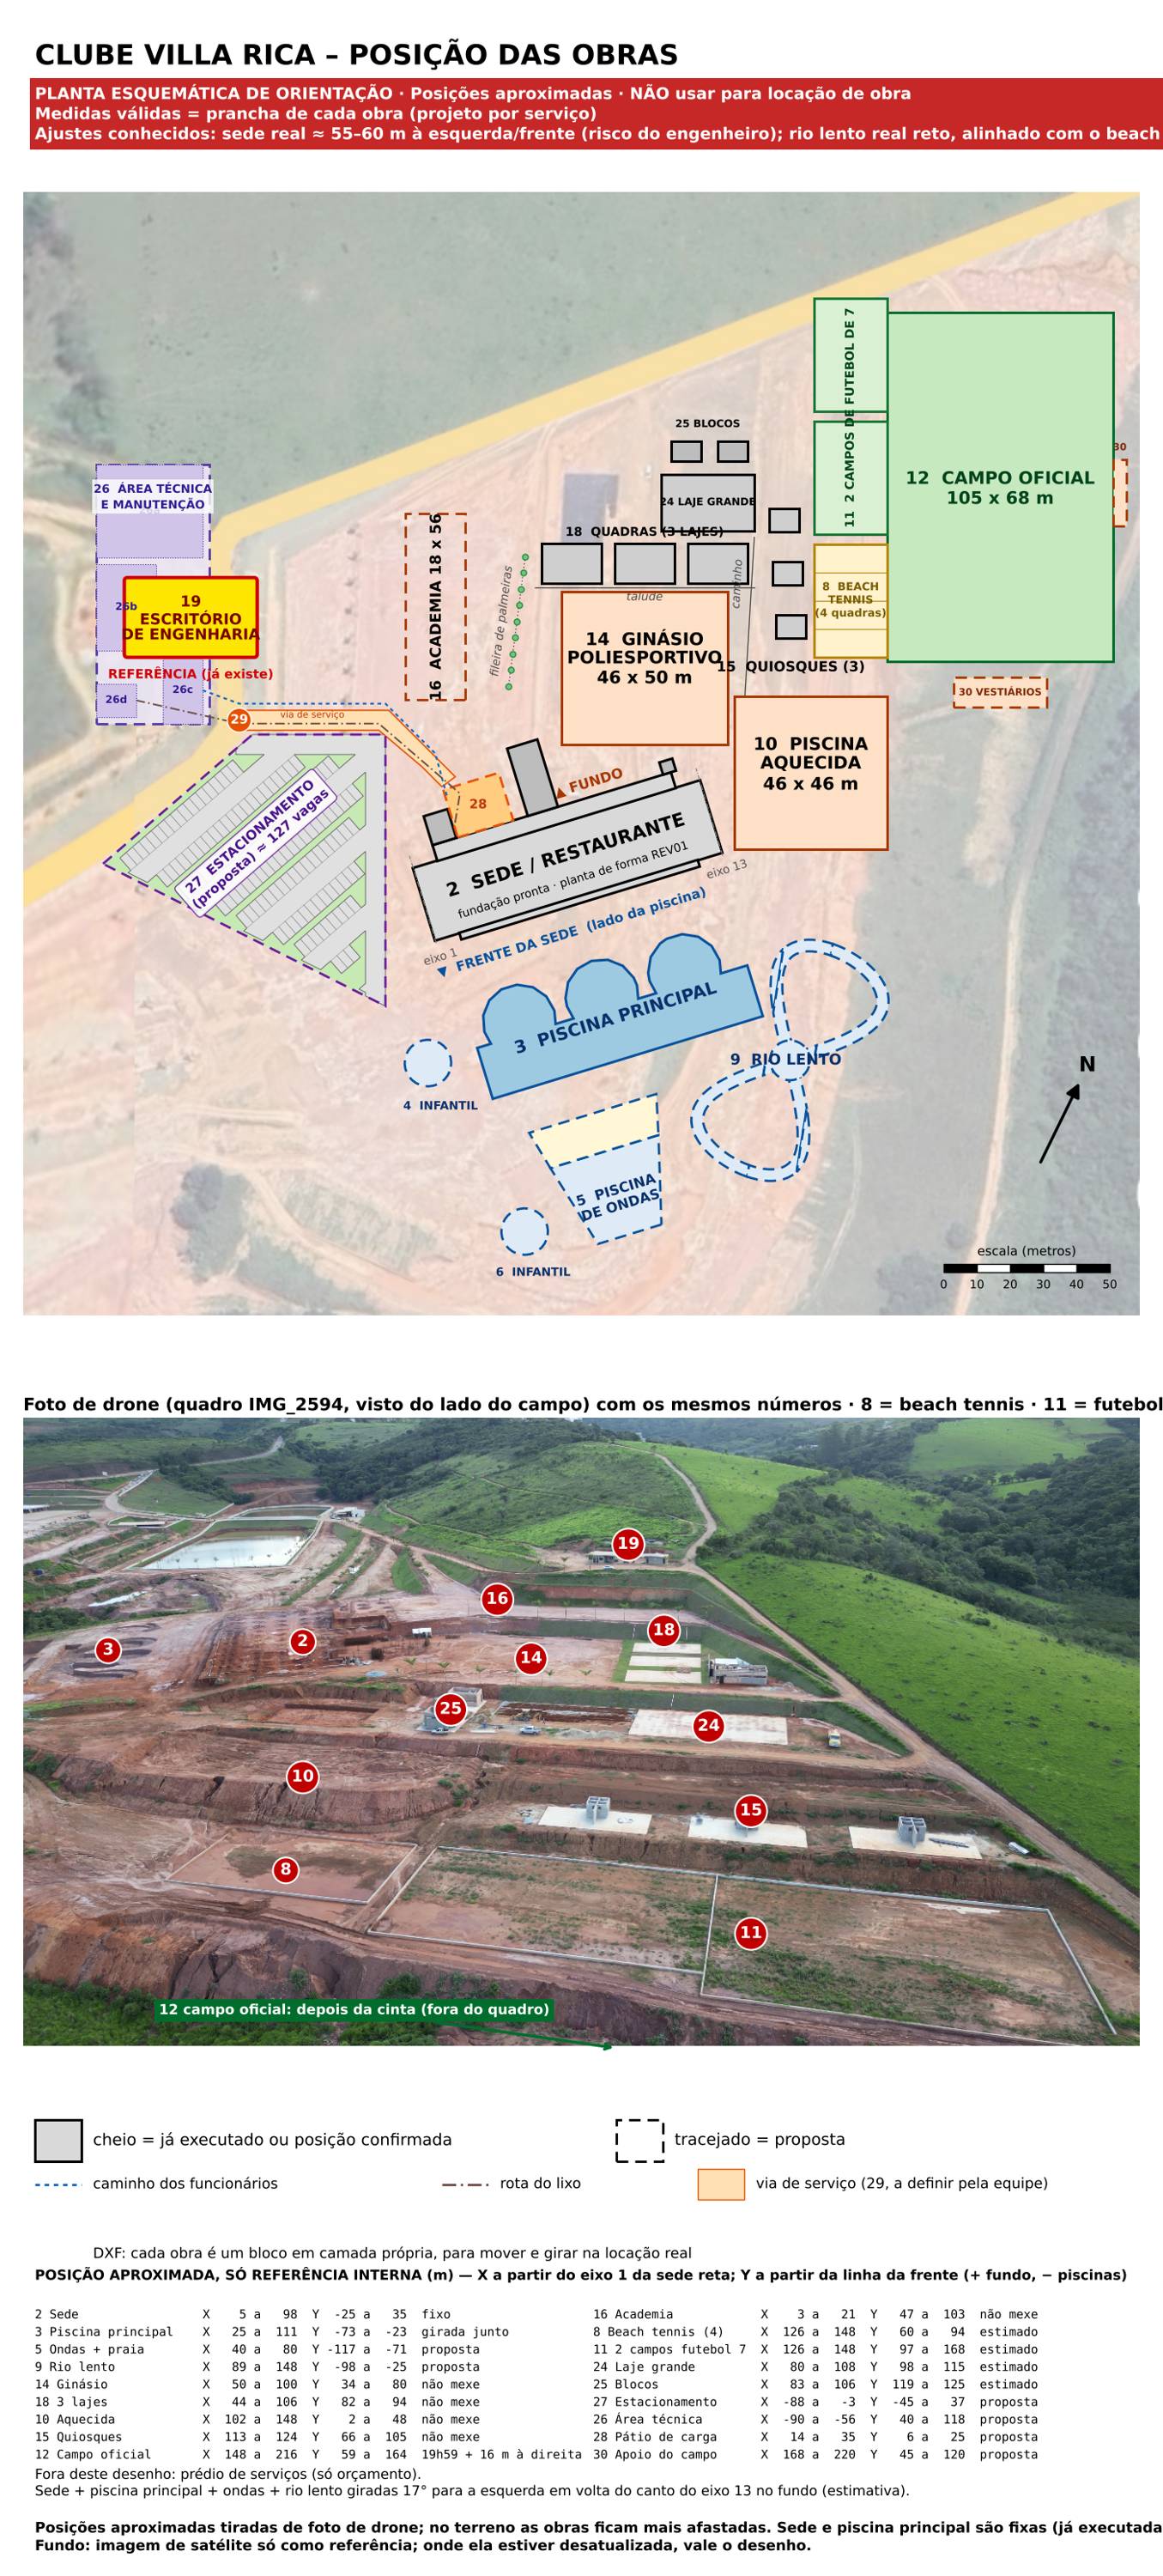 CLUBE VILLA RICA – POSIÇÃO DAS OBRAS
PLANTA ESQUEMÁTICA DE ORIENTAÇÃO · Posições aproximadas · NÃO usar para locação de obra
Medidas válidas = prancha de cada obra (projeto por serviço)
Ajustes conhecidos: sede real ≈ 55–60 m à esquerda/frente (risco do engenheiro); rio lento real reto, alinhado com o beach
11 2 CAMPOS DE FUTEBOL DE 7
12 CAMPO OFICIAL
105 x 68 m
30
25 BLOCOS
24 LAJE GRANDE
18 QUADRAS (3 LAJES)
talude
caminho
8 BEACH
TENNIS
(4 quadras)
26 ÁREA TÉCNICA
E MANUTENÇÃO
26b
19
ESCRITÓRIO
DE ENGENHARIA
REFERÊNCIA (já existe)
26c
26d
16 ACADEMIA 18 x 56
fileira de palmeiras
14 GINÁSIO
POLIESPORTIVO
46 x 50 m
15 QUIOSQUES (3)
30 VESTIÁRIOS
29
via de serviço
10 PISCINA
AQUECIDA
46 x 46 m
28
▲ FUNDO
27 ESTACIONAMENTO
(proposta) ≈ 127 vagas
2 SEDE / RESTAURANTE
fundação pronta · planta de forma REV01
eixo 13
eixo 1
▼ FRENTE DA SEDE (lado da piscina)
3 PISCINA PRINCIPAL
9 RIO LENTO
4 INFANTIL
N
5 PISCINA
DE ONDAS
6 INFANTIL
escala (metros)
0 10 20 30 40 50
Foto de drone (quadro IMG_2594, visto do lado do campo) com os mesmos números · 8 = beach tennis · 11 = futebol
19
16
18
3
2
14
25
24
10
15
8
11
12 campo oficial: depois da cinta (fora do quadro)
cheio = já executado ou posição confirmada
tracejado = proposta
caminho dos funcionários
rota do lixo
via de serviço (29, a definir pela equipe)
DXF: cada obra é um bloco em camada própria, para mover e girar na locação real
POSIÇÃO APROXIMADA, SÓ REFERÊNCIA INTERNA (m) — X a partir do eixo 1 da sede reta; Y a partir da linha da frente (+ fundo, − piscinas)
2 Sede X 5 a 98 Y -25 a 35 fixo 16 Academia X 3 a 21 Y 47 a 103 não mexe
3 Piscina principal X 25 a 111 Y -73 a -23 girada junto 8 Beach tennis (4) X 126 a 148 Y 60 a 94 estimado
5 Ondas + praia X 40 a 80 Y -117 a -71 proposta 11 2 campos futebol 7 X 126 a 148 Y 97 a 168 estimado
9 Rio lento X 89 a 148 Y -98 a -25 proposta 24 Laje grande X 80 a 108 Y 98 a 115 estimado
14 Ginásio X 50 a 100 Y 34 a 80 não mexe 25 Blocos X 83 a 106 Y 119 a 125 estimado
18 3 lajes X 44 a 106 Y 82 a 94 não mexe 27 Estacionamento X -88 a -3 Y -45 a 37 proposta
10 Aquecida X 102 a 148 Y 2 a 48 não mexe 26 Área técnica X -90 a -56 Y 40 a 118 proposta
15 Quiosques X 113 a 124 Y 66 a 105 não mexe 28 Pátio de carga X 14 a 35 Y 6 a 25 proposta
12 Campo oficial X 148 a 216 Y 59 a 164 19h59 + 16 m à direita 30 Apoio do campo X 168 a 220 Y 45 a 120 proposta
Fora deste desenho: prédio de serviços (só orçamento).
Sede + piscina principal + ondas + rio lento giradas 17° para a esquerda em volta do canto do eixo 13 no fundo (estimativa).
Posições aproximadas tiradas de foto de drone; no terreno as obras ficam mais afastadas. Sede e piscina principal são fixas (já executada
Fundo: imagem de satélite só como referência; onde ela estiver desatualizada, vale o desenho.